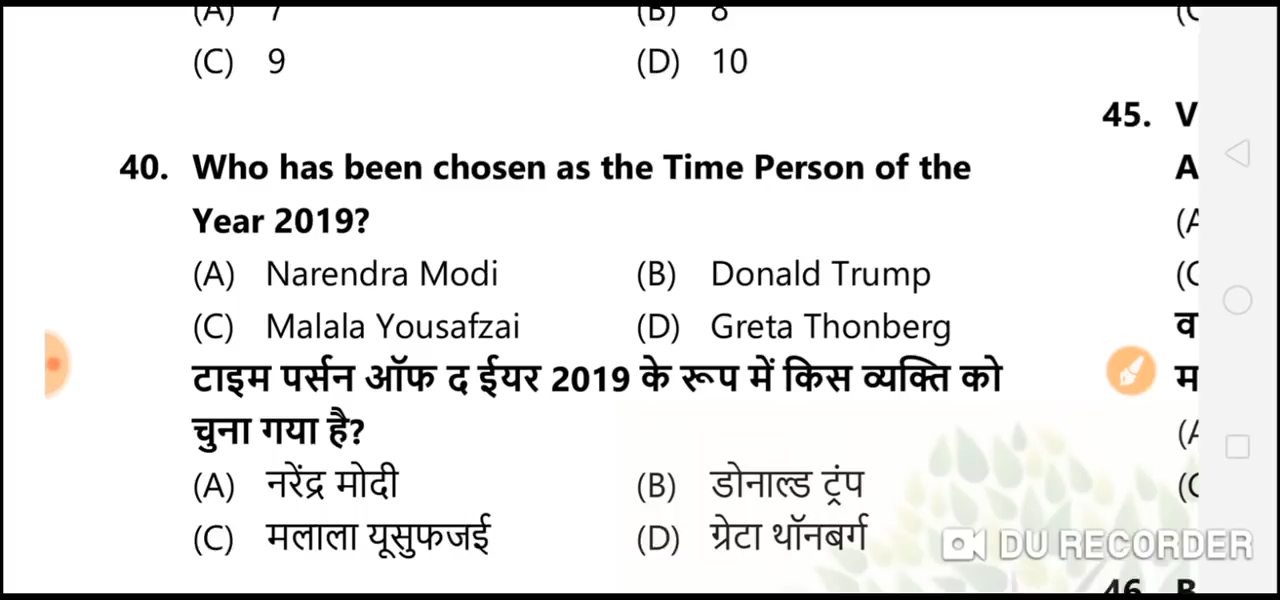 (C) 9 (D) 10
45. V
40. Who has been chosen as the Time Person of the
A
Year 2019?
(A) Narendra Modi (B) Donald Trump
(C) Malala Yousafzai (D) Greta Thonberg
व
टाइम पर्सन ऑफ द ईयर 2019 के रूप में किस व्यक्ति को
म
चुना गया है?
(A) नरेंद्र मोदी (B) डोनाल्ड ट्रंप
(C) मलाला यूसुफजई (D) ग्रेटा थॉनबर्ग
DU RECORDER